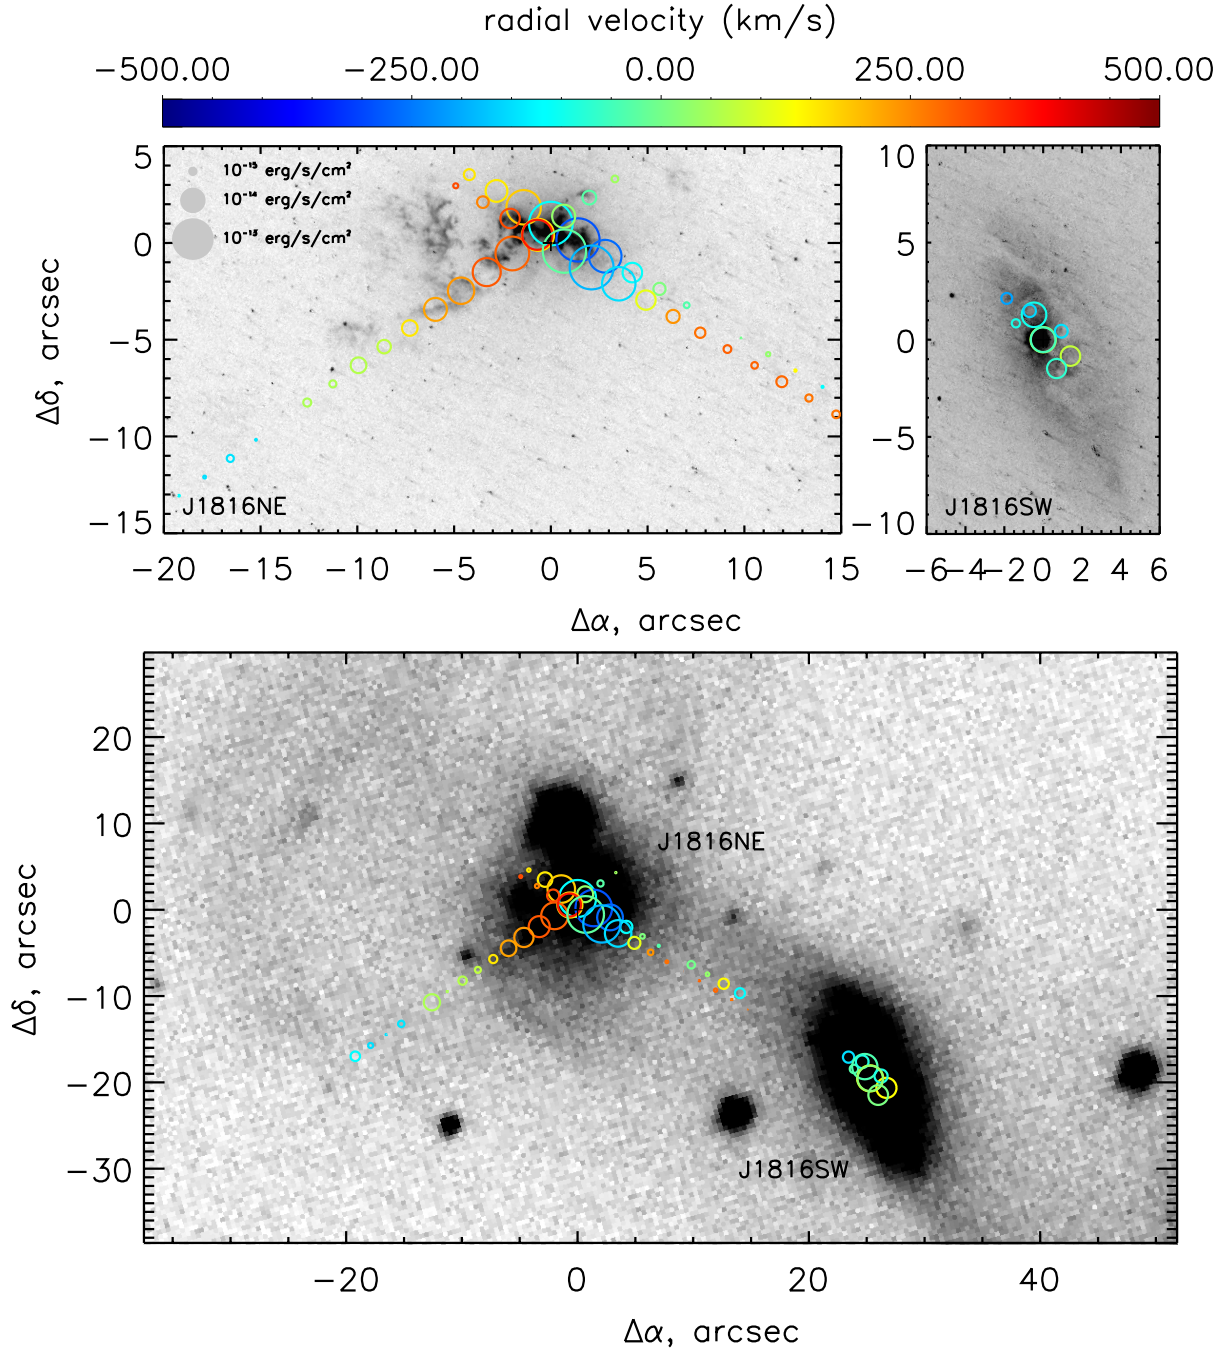 radial velocity (km/s)
−500.00 −250.00 0.00 250.00 500.00
5
0
−5
−10
−15
10⁻¹⁵ erg/s/cm²
10⁻¹⁴ erg/s/cm²
10⁻¹³ erg/s/cm²
J1816NE
Δδ, arcsec
−20 −15 −10 −5 0 5 10 15
10
5
0
−5
−10
J1816SW
−6 −4 −2 0 2 4 6
Δα, arcsec
20
10
0
−10
−20
−30
Δδ, arcsec
J1816NE
J1816SW
−20 0 20 40
Δα, arcsec